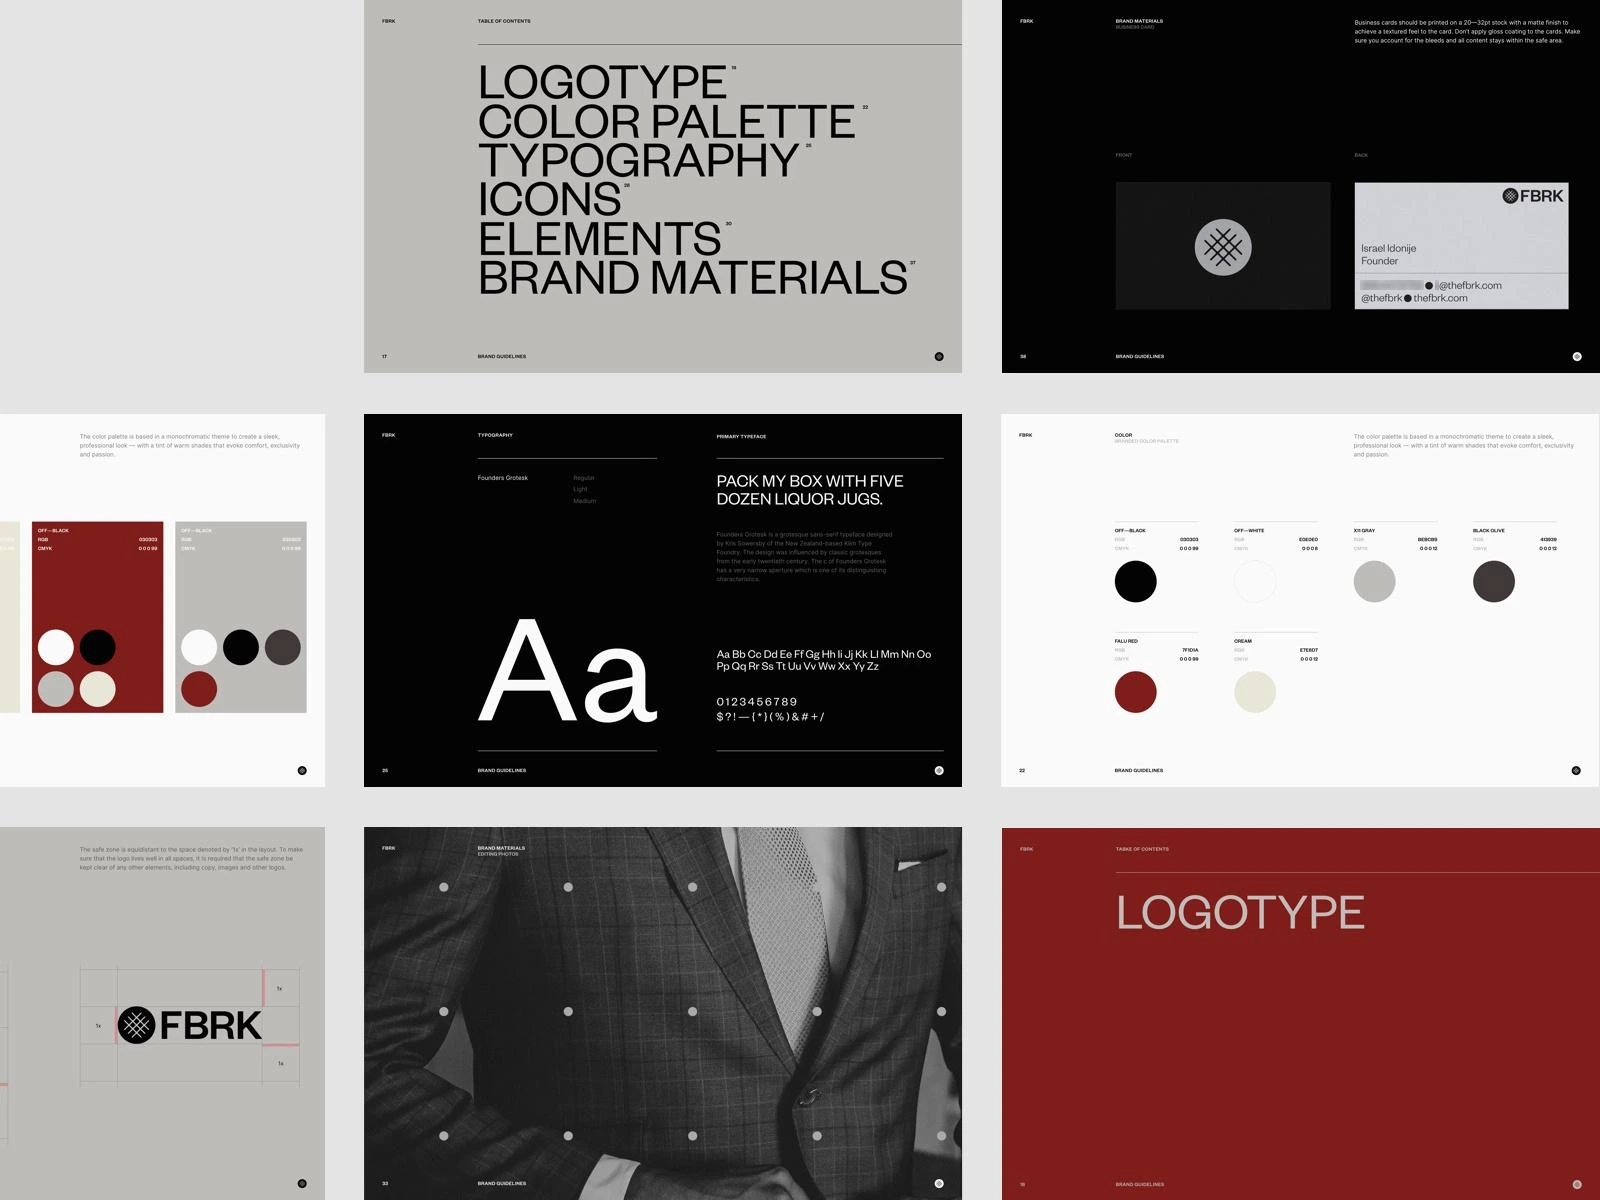 FBRK
TABLE OF CONTENTS
LOGOTYPE 19
COLOR PALETTE 22
TYPOGRAPHY 25
ICONS 28
ELEMENTS 30
BRAND MATERIALS 37
17
BRAND GUIDELINES
FBRK
BRAND MATERIALS
BUSINESS CARD
Business cards should be printed on a 20—32pt stock with a matte finish to
achieve a textured feel to the card. Don't apply gloss coating to the cards. Make
sure you account for the bleeds and all content stays within the safe area.
FRONT
BACK
FBRK
Israel Idonije
Founder
@thefbrk.com
@thefbrk thefbrk.com
38
BRAND GUIDELINES
The color palette is based in a monochromatic theme to create a sleek,
professional look — with a tint of warm shades that evoke comfort, exclusivity
and passion.
OFF—BLACK
RGB 030303
CMYK 0 0 0 99
OFF—BLACK
RGB 030303
CMYK 0 0 0 99
FBRK
TYPOGRAPHY
PRIMARY TYPEFACE
Founders Grotesk
Regular
Light
Medium
PACK MY BOX WITH FIVE
DOZEN LIQUOR JUGS.
Founders Grotesk is a grotesque sans-serif typeface designed
by Kris Sowersby of the New Zealand-based Klim Type
Foundry. The design was influenced by classic grotesques
from the early twentieth century. The c of Founders Grotesk
has a very narrow aperture which is one of its distinguishing
characteristics.
Aa
Aa Bb Cc Dd Ee Ff Gg Hh Ii Jj Kk Ll Mm Nn Oo
Pp Qq Rr Ss Tt Uu Vv Ww Xx Yy Zz
0123456789
$?!—{*}(%)&#+/
25
BRAND GUIDELINES
FBRK
COLOR
BRANDED COLOR PALETTE
The color palette is based in a monochromatic theme to create a sleek,
professional look — with a tint of warm shades that evoke comfort, exclusivity
and passion.
OFF—BLACK
RGB 030303
CMYK 0 0 0 99
OFF—WHITE
RGB E0E0E0
CMYK 0 0 0 8
X11 GRAY
RGB BEBCB9
CMYK 0 0 0 12
BLACK OLIVE
RGB 413939
CMYK 0 0 0 12
FALU RED
RGB 7F1D1A
CMYK 0 0 0 99
CREAM
RGB E7E8D7
CMYK 0 0 0 12
22
BRAND GUIDELINES
The safe zone is equidistant to the space denoted by '1x' in the layout. To make
sure that the logo lives well in all spaces, it is required that the safe zone be
kept clear of any other elements, including copy, images and other logos.
1x
1x
FBRK
1x
FBRK
BRAND MATERIALS
EDITING PHOTOS
33
BRAND GUIDELINES
FBRK
TABKE OF CONTENTS
LOGOTYPE
18
BRAND GUIDELINES